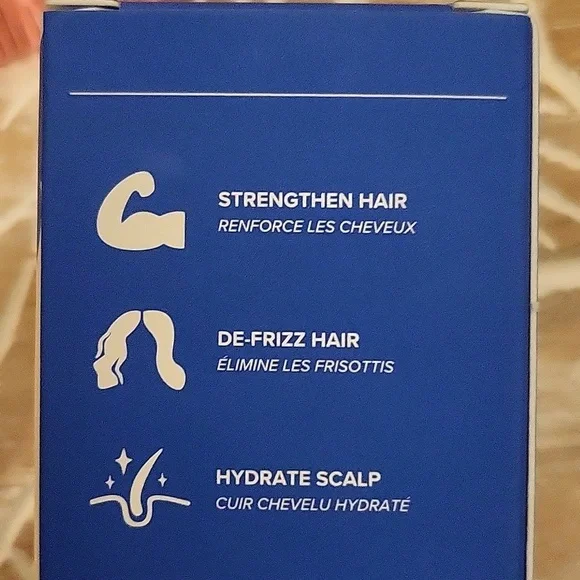 STRENGTHEN HAIR
RENFORCE LES CHEVEUX
DE-FRIZZ HAIR
ÉLIMINE LES FRISOTTIS
HYDRATE SCALP
CUIR CHEVELU HYDRATÉ